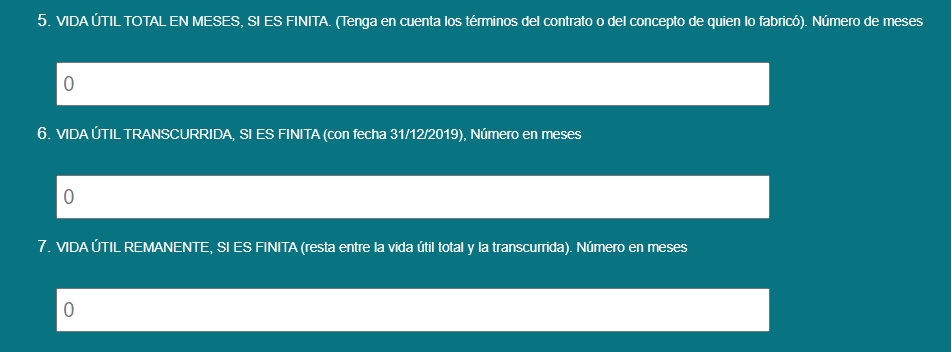 5. VIDA ÚTIL TOTAL EN MESES, SI ES FINITA. (Tenga en cuenta los términos del contrato o del concepto de quien lo fabricó). Número de meses
0
6. VIDA ÚTIL TRANSCURRIDA, SI ES FINITA (con fecha 31/12/2019), Número en meses
0
7. VIDA ÚTIL REMANENTE, SI ES FINITA (resta entre la vida útil total y la transcurrida). Número en meses
0